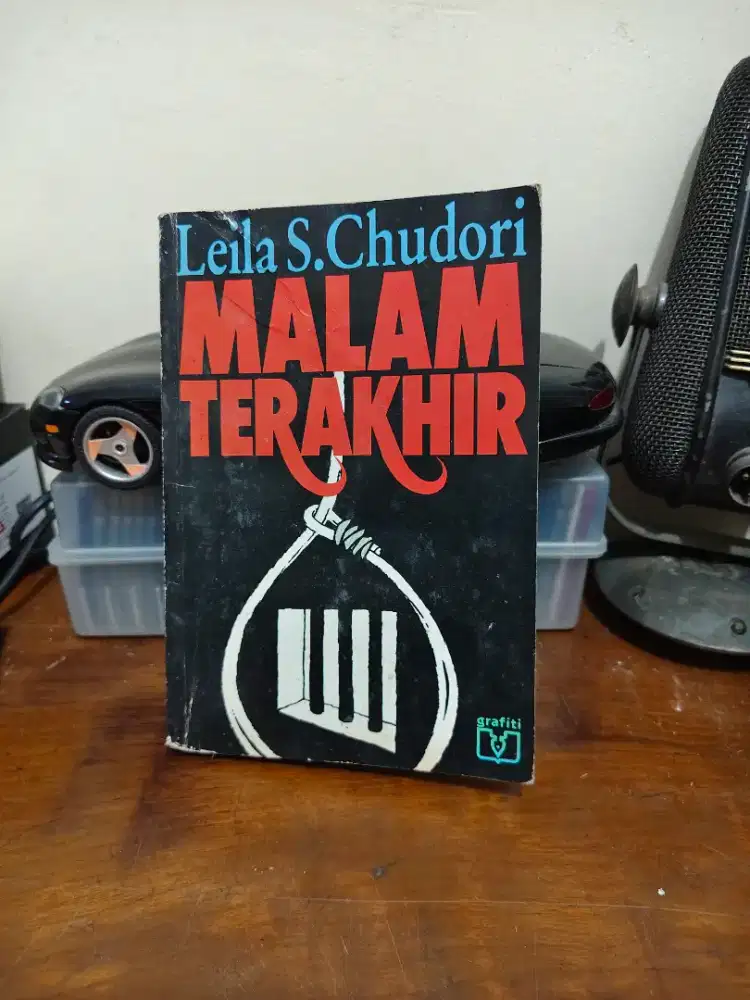 Leila S. Chudori
MALAM
TERAKHIR
grafiti